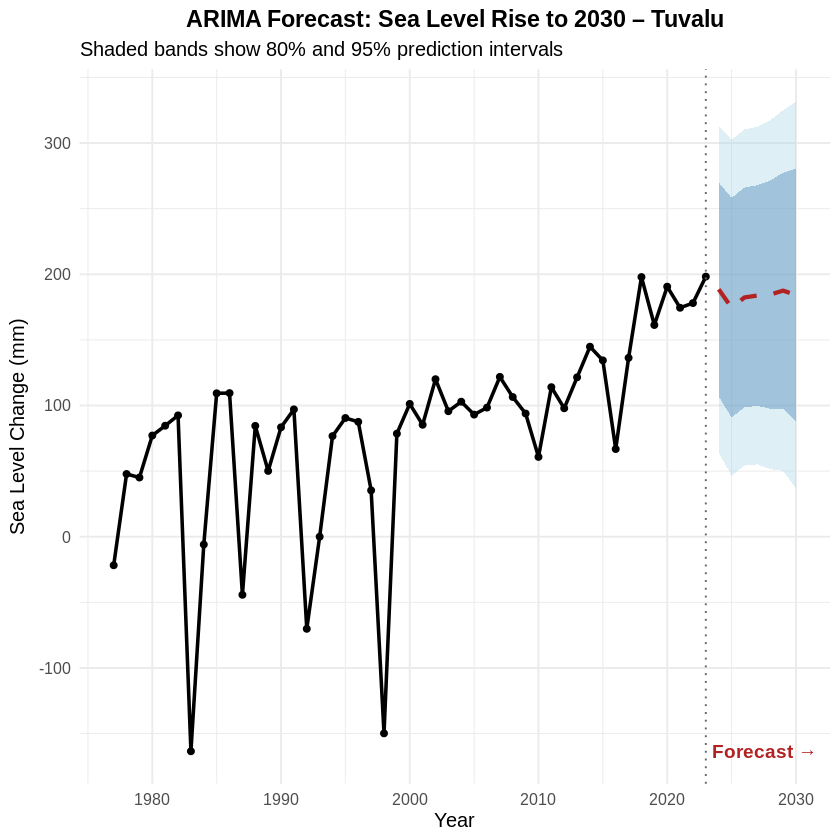 ARIMA Forecast: Sea Level Rise to 2030 – Tuvalu
Shaded bands show 80% and 95% prediction intervals
Sea Level Change (mm)
300
200
100
0
-100
Forecast →
1980 1990 2000 2010 2020 2030
Year